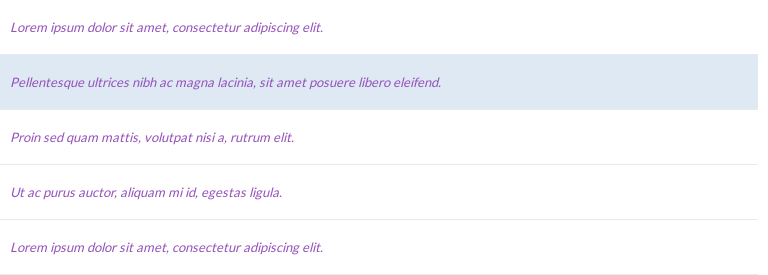 Lorem ipsum dolor sit amet, consectetur adipiscing elit.
Pellentesque ultrices nibh ac magna lacinia, sit amet posuere libero eleifend.
Proin sed quam mattis, volutpat nisi a, rutrum elit.
Ut ac purus auctor, aliquam mi id, egestas ligula.
Lorem ipsum dolor sit amet, consectetur adipiscing elit.